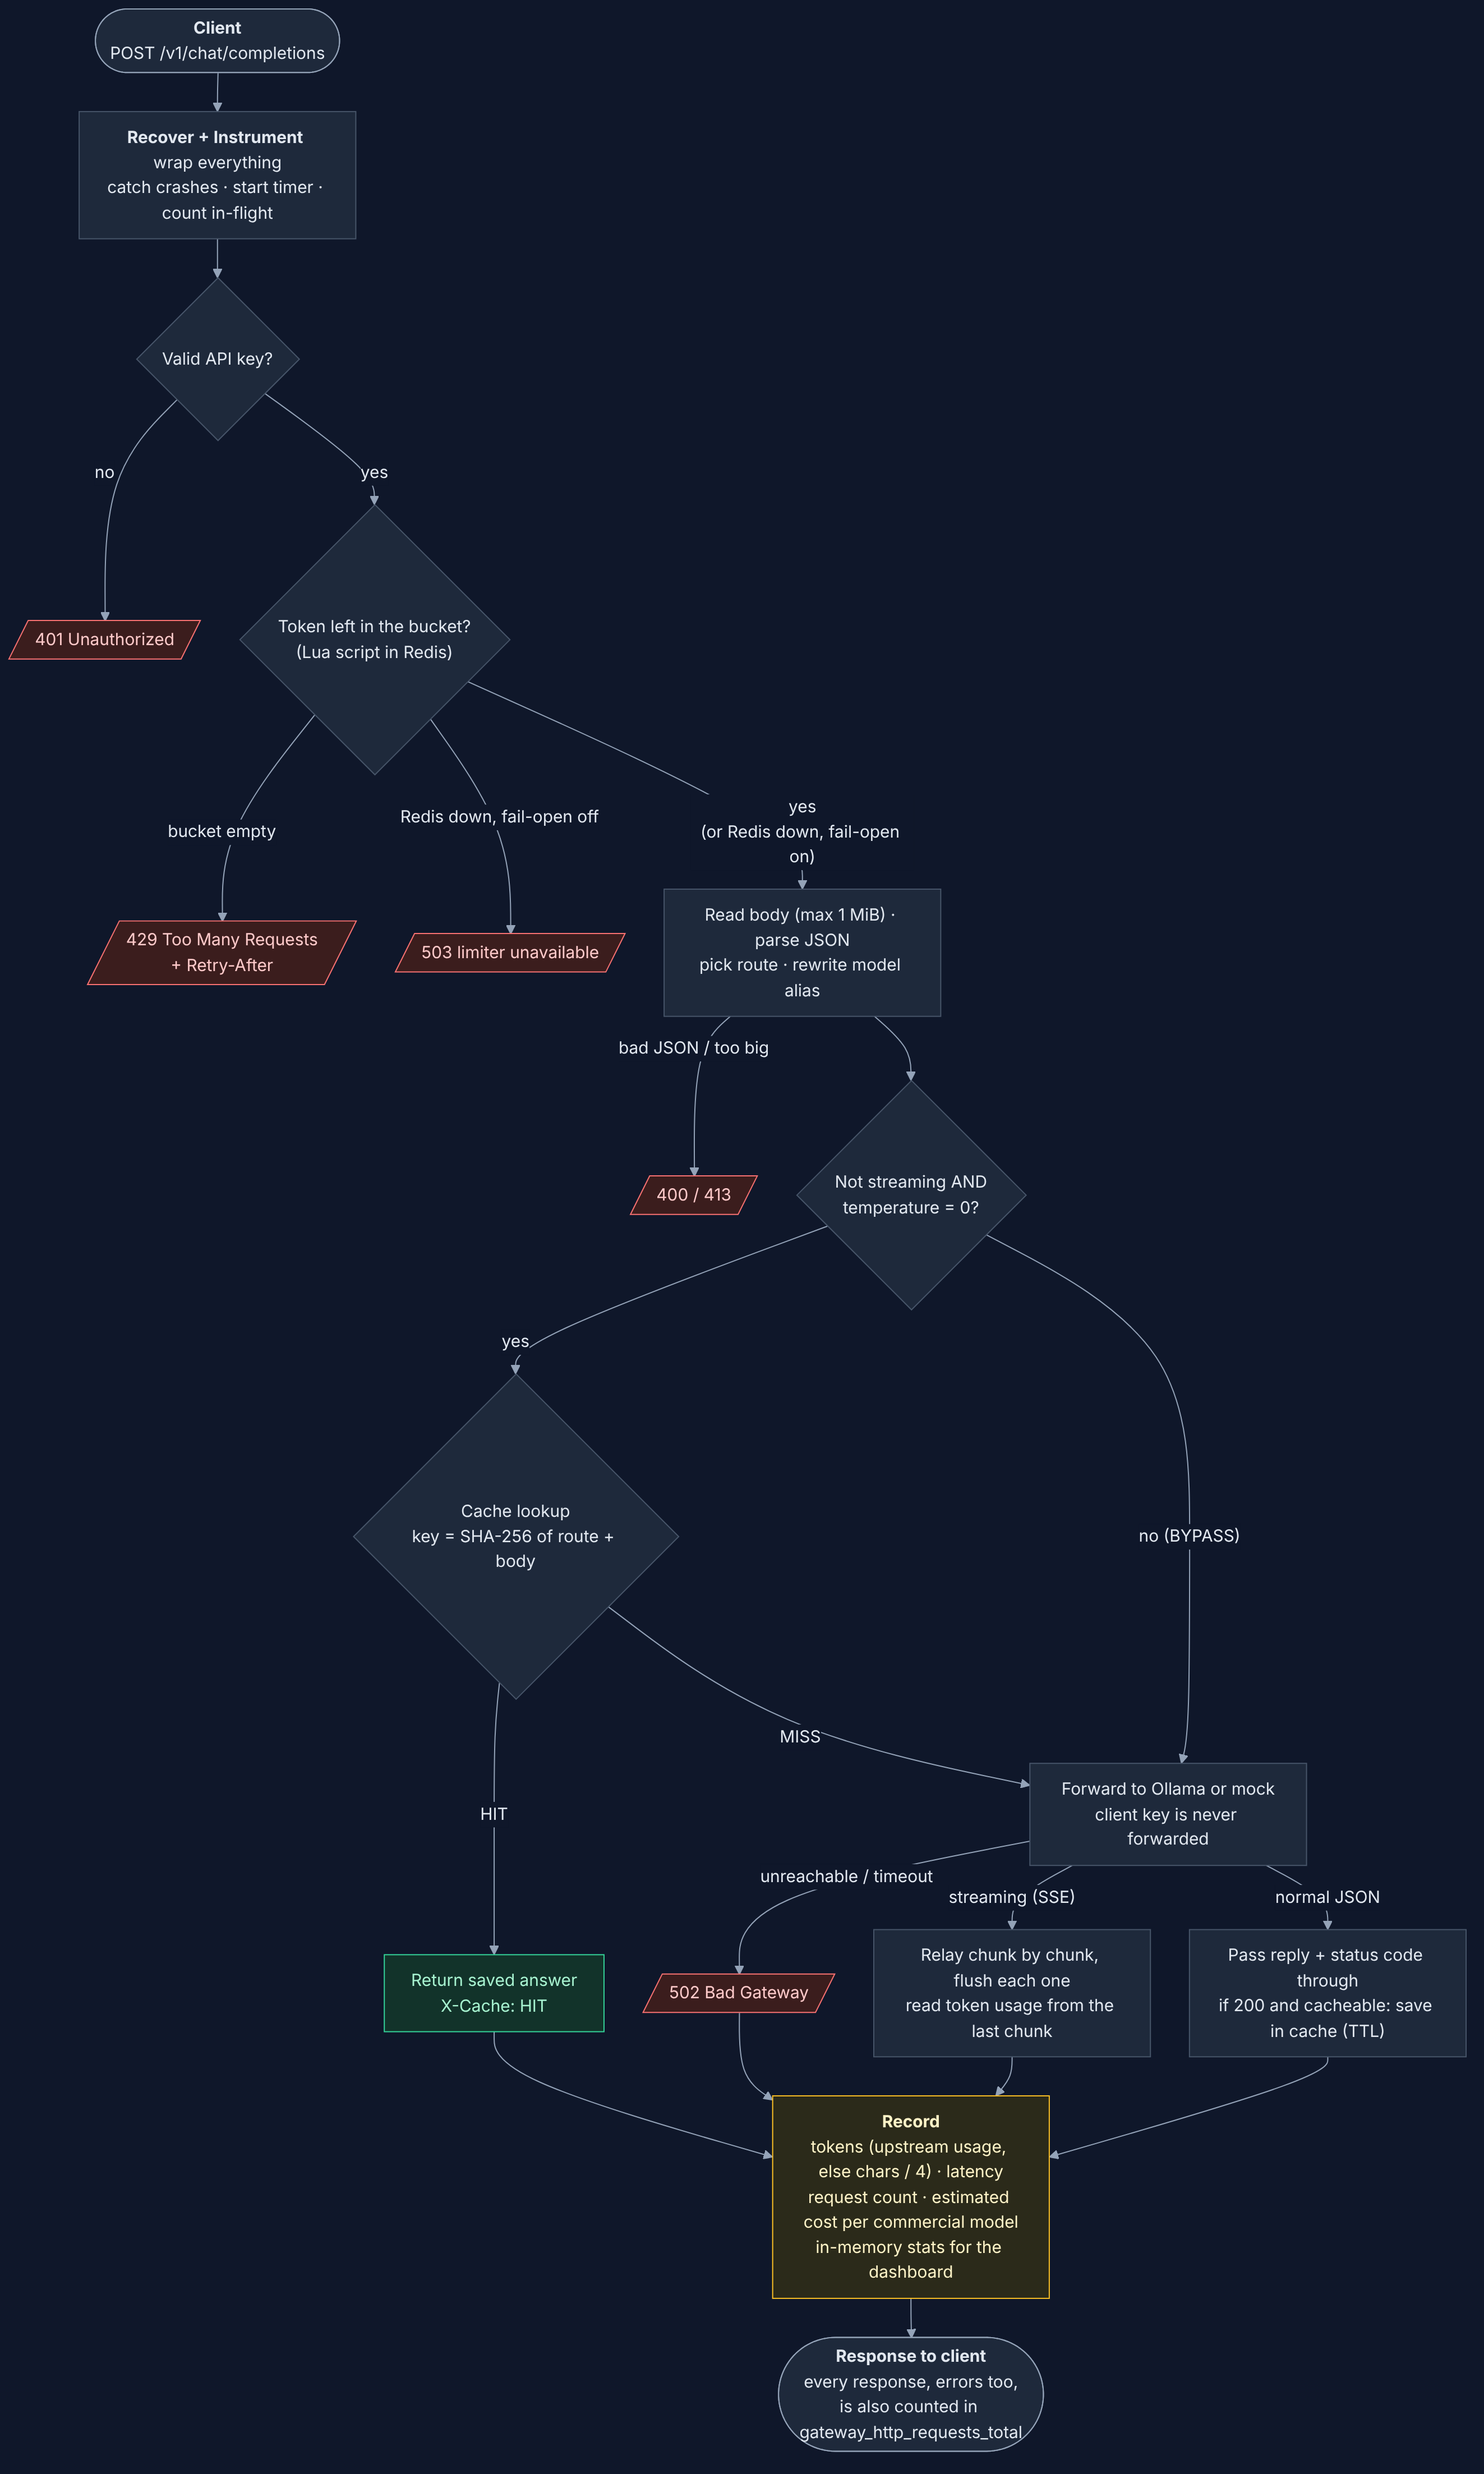 Client
POST /v1/chat/completions
Recover + Instrument
wrap everything
catch crashes · start timer ·
count in-flight
Valid API key?
no
yes
Token left in the bucket?
(Lua script in Redis)
401 Unauthorized
bucket empty
Redis down, fail-open off
yes
(or Redis down, fail-open
on)
429 Too Many Requests
+ Retry-After
503 limiter unavailable
Read body (max 1 MiB) ·
parse JSON
pick route · rewrite model
alias
bad JSON / too big
400 / 413
Not streaming AND
temperature = 0?
yes
Cache lookup
key = SHA-256 of route +
body
no (BYPASS)
MISS
HIT
Forward to Ollama or mock
client key is never
forwarded
unreachable / timeout
streaming (SSE)
normal JSON
Return saved answer
X-Cache: HIT
502 Bad Gateway
Relay chunk by chunk,
flush each one
read token usage from the
last chunk
Pass reply + status code
through
if 200 and cacheable: save
in cache (TTL)
Record
tokens (upstream usage,
else chars / 4) · latency
request count · estimated
cost per commercial model
in-memory stats for the
dashboard
Response to client
every response, errors too,
is also counted in
gateway_http_requests_total